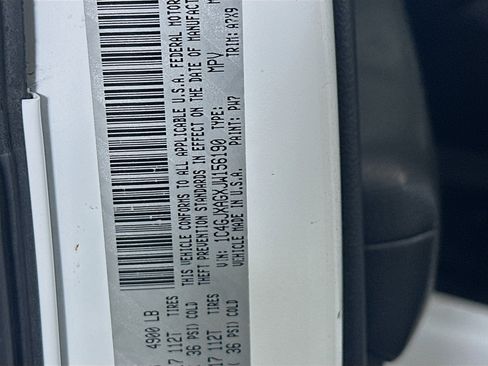 4900 LB
17 112T TIRES
36 PSI) COLD
17 112T TIRES
( 36 PSI) COLD
THIS VEHICLE CONFORMS TO ALL APPLICABLE U.S.A. FEDERAL MOTOR
THEFT PREVENTION STANDARDS IN EFFECT ON THE DATE OF MANUFACT
VIN: 1C4GJXAGXJW156190 TYPE: MPV
VEHICLE MADE IN U.S.A. PAINT: PW7 TRIM: A7X9